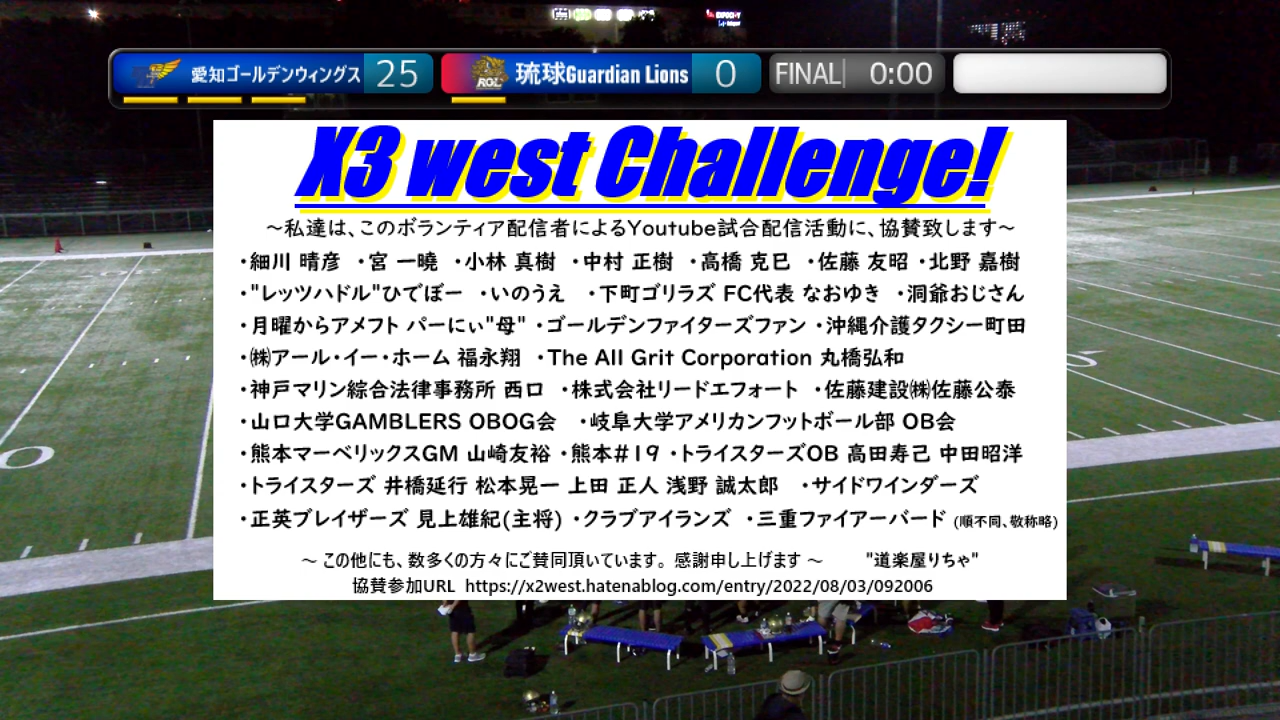 愛知ゴールデンウィングス 25 RGL 琉球Guardian Lions 0 FINAL 0:00
X3 west Challenge!
～私達は、このボランティア配信者によるYoutube試合配信活動に、協賛致します～
・細川 晴彦 ・宮 一曉 ・小林 真樹 ・中村 正樹 ・高橋 克巳 ・佐藤 友昭 ・北野 嘉樹
・"レッツハドル"ひでぼー ・いのうえ ・下町ゴリラズ FC代表 なおゆき ・洞爺おじさん
・月曜からアメフト パーにぃ"母" ・ゴールデンファイターズファン ・沖縄介護タクシー町田
・㈱アール・イー・ホーム 福永翔 ・The All Grit Corporation 丸橋弘和
・神戸マリン綜合法律事務所 西口 ・株式会社リードエフォート ・佐藤建設㈱佐藤公泰
・山口大学GAMBLERS OBOG会 ・岐阜大学アメリカンフットボール部 OB会
・熊本マーベリックスGM 山崎友裕 ・熊本#19 ・トライスターズOB 高田寿己 中田昭洋
・トライスターズ 井橋延行 松本晃一 上田 正人 浅野 誠太郎 ・サイドワインダーズ
・正英ブレイザーズ 見上雄紀(主将) ・クラブアイランズ ・三重ファイアーバード (順不同、敬称略)
～ この他にも、数多くの方々にご賛同頂いています。感謝申し上げます ～ "道楽屋りちゃ"
協賛参加URL https://x2west.hatenablog.com/entry/2022/08/03/092006